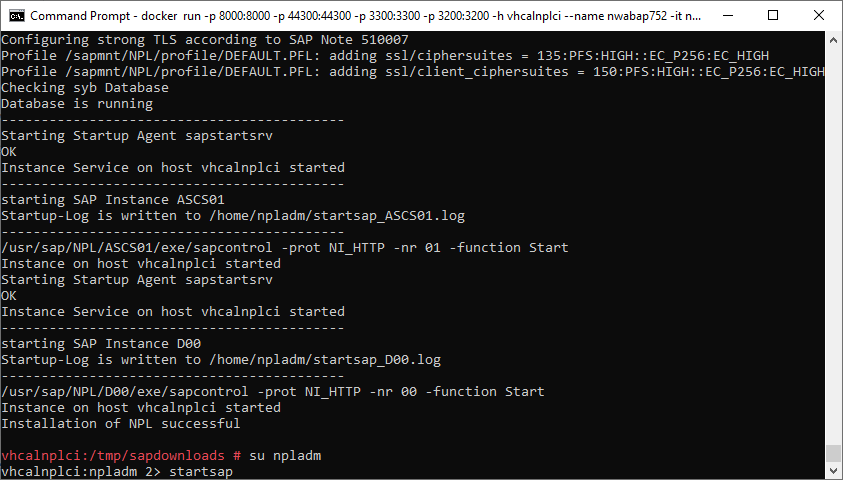 Command Prompt - docker  run -p 8000:8000 -p 44300:44300 -p 3300:3300 -p 3200:3200 -h vhcalnplci --name nwabap752 -it n...
Configuring strong TLS according to SAP Note 510007
Profile /sapmnt/NPL/profile/DEFAULT.PFL: adding ssl/ciphersuites = 135:PFS:HIGH::EC_P256:EC_HIGH
Profile /sapmnt/NPL/profile/DEFAULT.PFL: adding ssl/client_ciphersuites = 150:PFS:HIGH::EC_P256:EC_HIGH
Checking syb Database
Database is running
-------------------------------------------
Starting Startup Agent sapstartsrv
OK
Instance Service on host vhcalnplci started
-------------------------------------------
starting SAP Instance ASCS01
Startup-Log is written to /home/npladm/startsap_ASCS01.log
-------------------------------------------
/usr/sap/NPL/ASCS01/exe/sapcontrol -prot NI_HTTP -nr 01 -function Start
Instance on host vhcalnplci started
Starting Startup Agent sapstartsrv
OK
Instance Service on host vhcalnplci started
-------------------------------------------
starting SAP Instance D00
Startup-Log is written to /home/npladm/startsap_D00.log
-------------------------------------------
/usr/sap/NPL/D00/exe/sapcontrol -prot NI_HTTP -nr 00 -function Start
Instance on host vhcalnplci started
Installation of NPL successful
vhcalnplci:/tmp/sapdownloads # su npladm
vhcalnplci:npladm 2> startsap